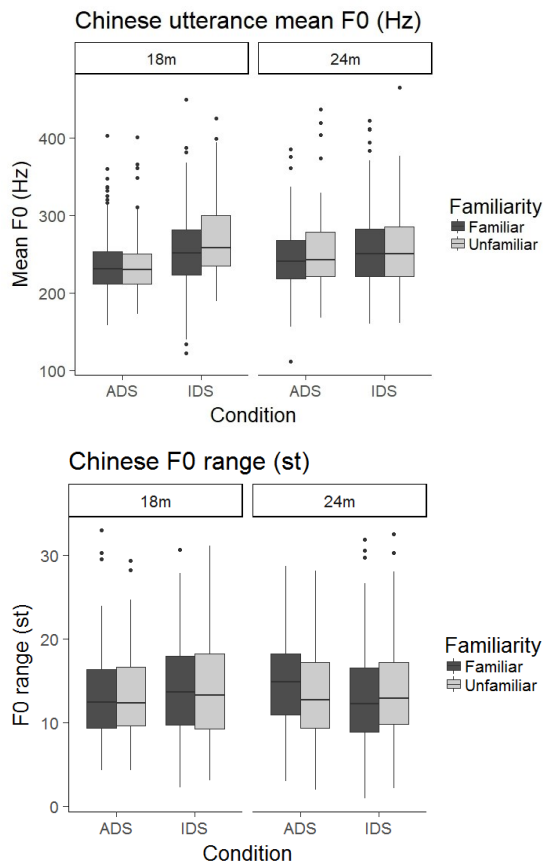 Chinese utterance mean F0 (Hz)
18m 24m
400
300
200
100
Mean F0 (Hz)
ADS IDS ADS IDS
Condition
Familiarity
Familiar
Unfamiliar
Chinese F0 range (st)
18m 24m
30
20
10
0
F0 range (st)
ADS IDS ADS IDS
Condition
Familiarity
Familiar
Unfamiliar